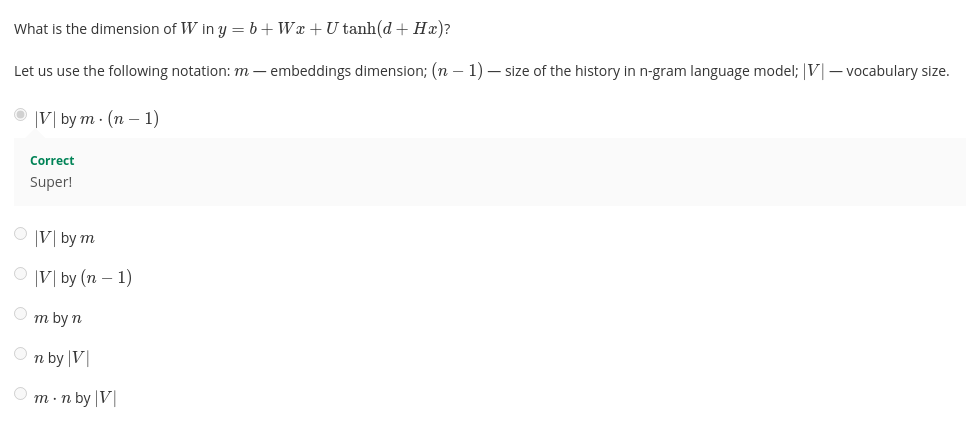 What is the dimension of W in y = b + Wx + U tanh(d + Hx)?
Let us use the following notation: m — embeddings dimension; (n − 1) — size of the history in n-gram language model; |V| — vocabulary size.
|V| by m · (n − 1)
Correct
Super!
|V| by m
|V| by (n − 1)
m by n
n by |V|
m · n by |V|